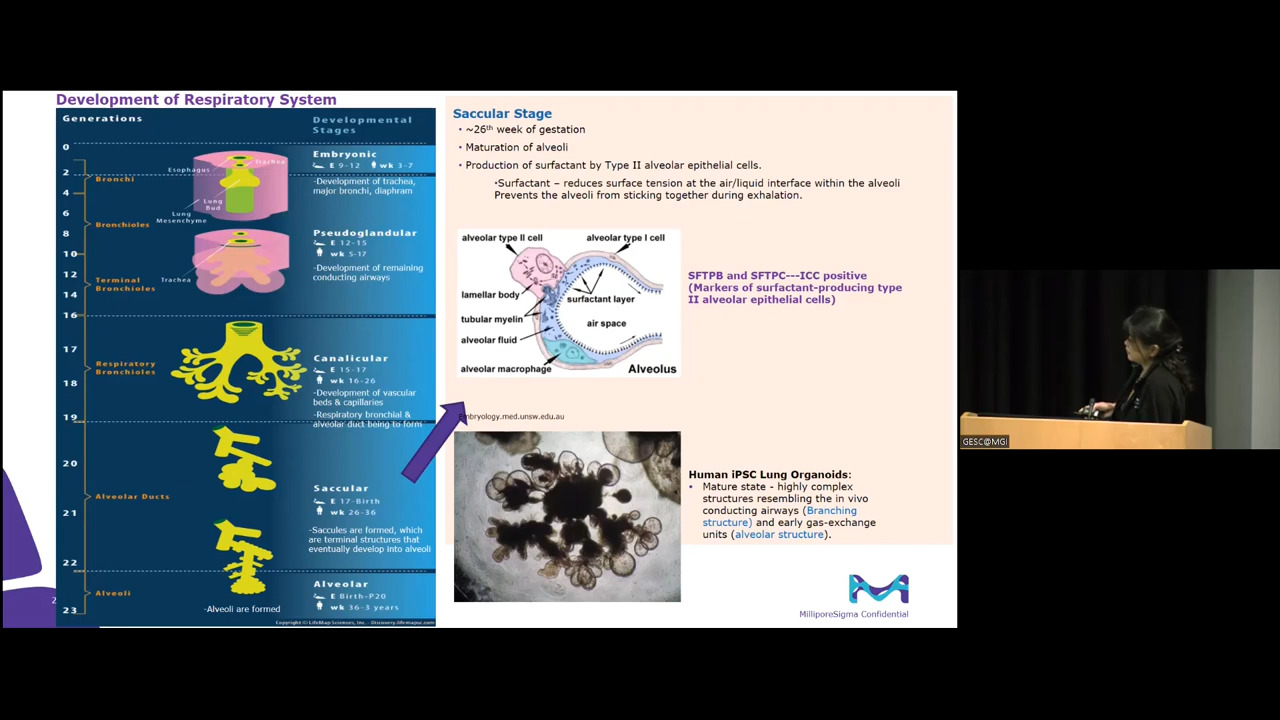 Development of Respiratory System
Generations
Developmental
Stages
0
2
4
6
8
10
12
14
16
17
18
19
20
21
22
23
Bronchi
Bronchioles
Terminal
Bronchioles
Respiratory
Bronchioles
Alveolar Ducts
Alveoli
Esophagus
Trachea
Lung
Bud
Lung
Mesenchyme
Trachea
Embryonic
E 9-12 wk 3-7
-Development of trachea,
major bronchi, diaphram
Pseudoglandular
E 12-15
wk 5-17
-Development of remaining
conducting airways
Canalicular
E 15-17
wk 16-26
-Development of vascular
beds & capillaries
-Respiratory bronchial &
alveolar duct being to form
Saccular
E 17-Birth
wk 26-36
-Saccules are formed, which
are terminal structures that
eventually develop into alveoli
Alveolar
E Birth-P20
wk 36-3 years
-Alveoli are formed
Copyright © LifeMap Sciences, Inc. - Discovery.lifemapsc.com
2
Saccular Stage
• ~26th week of gestation
• Maturation of alveoli
• Production of surfactant by Type II alveolar epithelial cells.
•Surfactant – reduces surface tension at the air/liquid interface within the alveoli
Prevents the alveoli from sticking together during exhalation.
alveolar type II cell
alveolar type I cell
lamellar body
surfactant layer
tubular myelin
air space
alveolar fluid
alveolar macrophage
Alveolus
Embryology.med.unsw.edu.au
SFTPB and SFTPC---ICC positive
(Markers of surfactant-producing type
II alveolar epithelial cells)
Human iPSC Lung Organoids:
• Mature state - highly complex
structures resembling the in vivo
conducting airways (Branching
structure) and early gas-exchange
units (alveolar structure).
MilliporeSigma Confidential
GESC@MGI